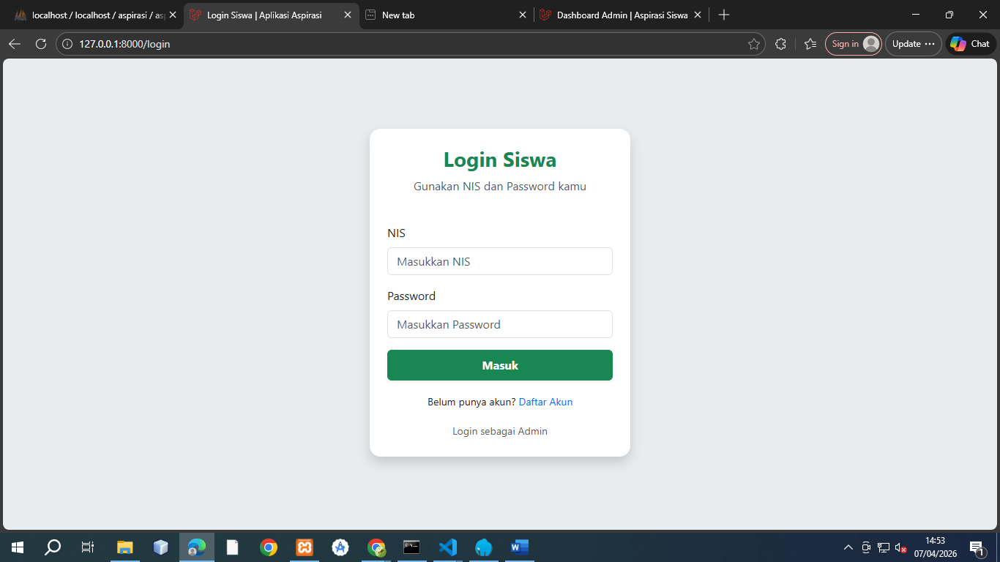 localhost / localhost / aspirasi / asp
Login Siswa | Aplikasi Aspirasi
New tab
Dashboard Admin | Aspirasi Siswa
127.0.0.1:8000/login
Sign in
Update
Chat
Login Siswa
Gunakan NIS dan Password kamu
NIS
Masukkan NIS
Password
Masukkan Password
Masuk
Belum punya akun? Daftar Akun
Login sebagai Admin
14:53
07/04/2026
1